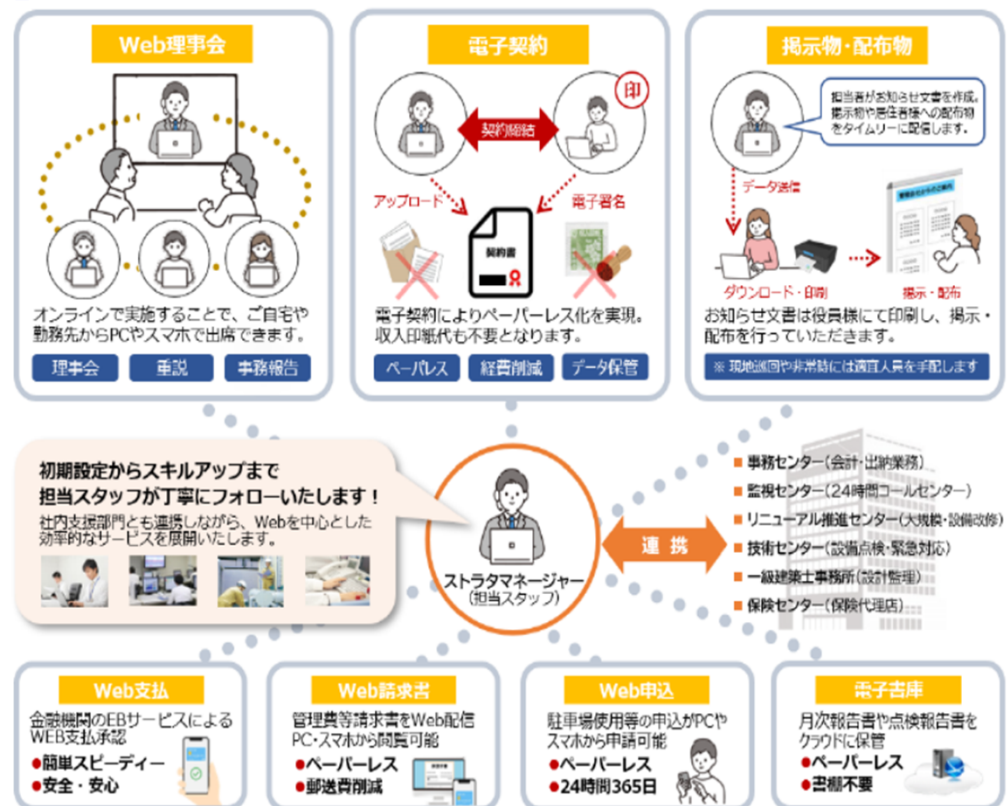 Web理事会
オンラインで実施することで、ご自宅や
勤務先からPCやスマホで出席できます。
理事会
重説
事務報告
電子契約
印
契約締結
アップロード
電子署名
契約書
電子契約によりペーパーレス化を実現。
収入印紙代も不要となります。
ペーパレス
経費削減
データ保管
掲示物・配布物
担当者がお知らせ文書を作成。
掲示物や居住者様への配布物
をタイムリーに配信します。
データ送信
管理会社からのご案内
ダウンロード・印刷
掲示・配布
お知らせ文書は役員様にて印刷し、掲示・
配布を行っていただきます。
※ 現地巡回や非常時には適宜人員を手配します
初期設定からスキルアップまで
担当スタッフが丁寧にフォローいたします！
社内支援部門とも連携しながら、Webを中心とした
効率的なサービスを展開いたします。
ストラタマネージャー
(担当スタッフ)
連携
■ 事務センター(会計・出納業務)
■ 監視センター(24時間コールセンター)
■ リニューアル推進センター(大規模・設備改修)
■ 技術センター(設備点検・緊急対応)
■ 一級建築士事務所(設計監理)
■ 保険センター(保険代理店)
Web支払
金融機関のEBサービスによる
WEB支払承認
●簡単スピーディー
●安全・安心
Web請求書
管理費等請求書をWeb配信
PC・スマホから閲覧可能
●ペーパーレス
●郵送費削減
Web申込
駐車場使用等の申込がPCや
スマホから申請可能
●ペーパーレス
●24時間365日
電子書庫
月次報告書や点検報告書を
クラウドに保管
●ペーパーレス
●書棚不要